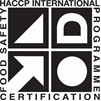 HACCP INTERNATIONAL
FOOD SAFETY
PROGRAMME
CERTIFICATION